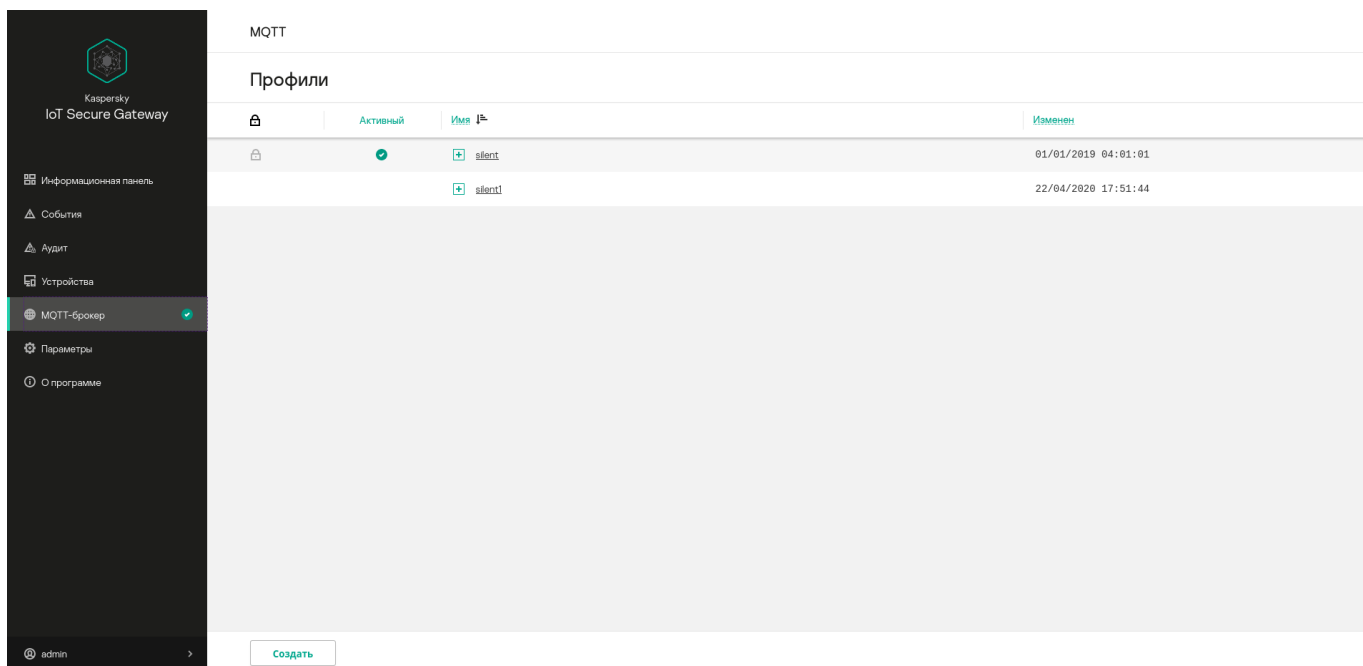 Kaspersky
IoT Secure Gateway
Информационная панель
События
Аудит
Устройства
MQTT-брокер
Параметры
О программе
admin
MQTT
Профили
Активный Имя Изменен
silent 01/01/2019 04:01:01
silent1 22/04/2020 17:51:44
Создать